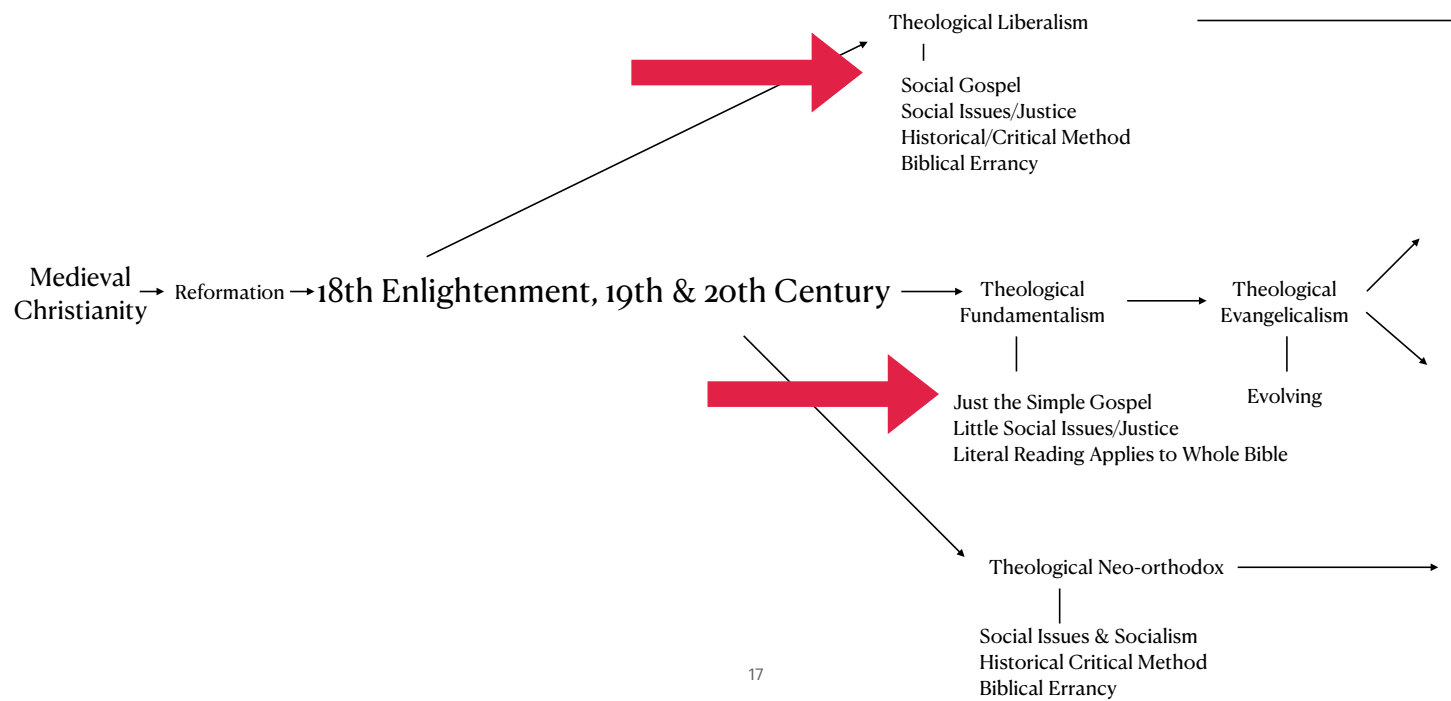 Theological Liberalism
Social Gospel
Social Issues/Justice
Historical/Critical Method
Biblical Errancy
Medieval
Christianity
Reformation
18th Enlightenment, 19th & 20th Century
Theological
Fundamentalism
Theological
Evangelicalism
Just the Simple Gospel
Little Social Issues/Justice
Literal Reading Applies to Whole Bible
Evolving
Theological Neo-orthodox
Social Issues & Socialism
Historical Critical Method
Biblical Errancy
17